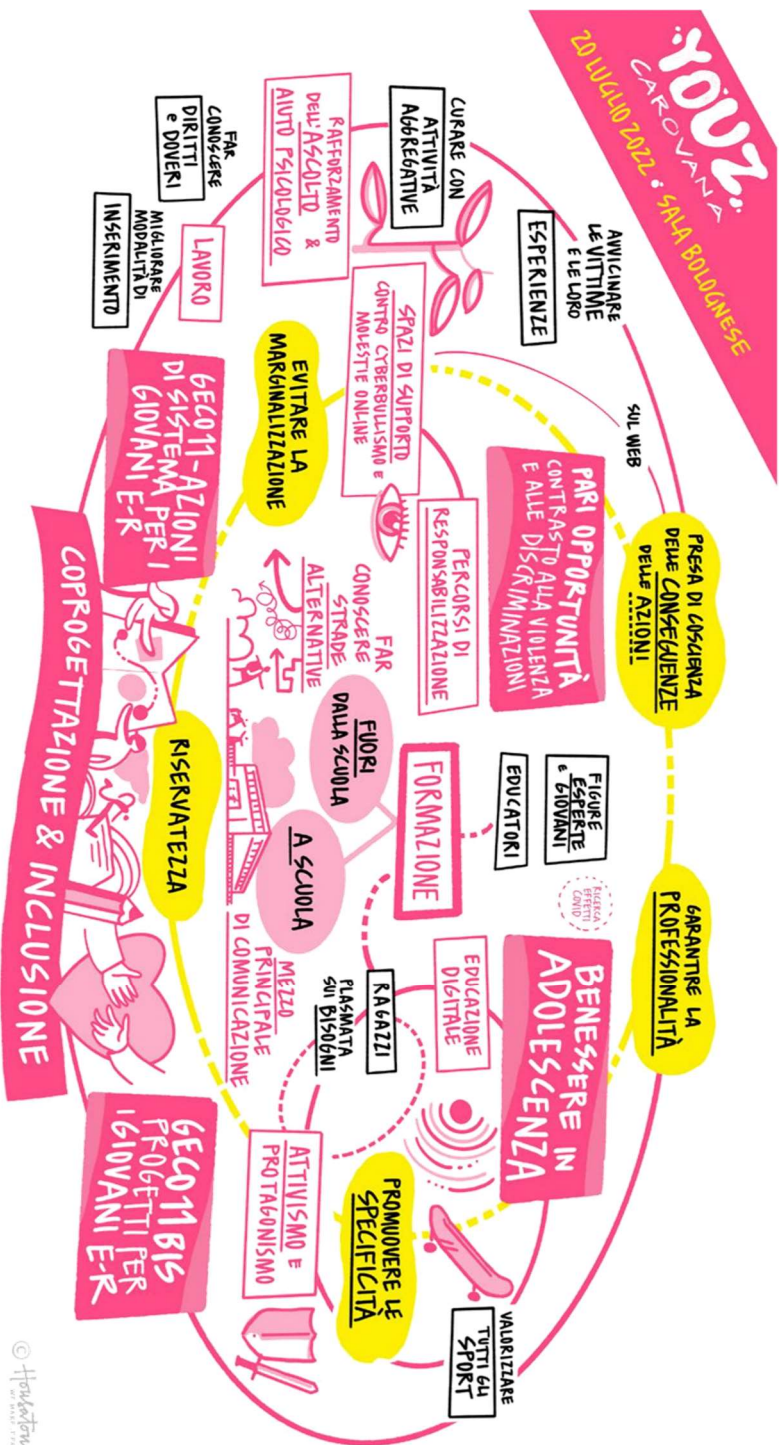 YOUZ
CAROVANA
20 LUGLIO 2022 • SALA BOLOGNESE
AVVICINARE
LE VITTIME
E LE LORO
ESPERIENZE
SUL WEB
PRESA DI COSCIENZA
DELLE CONSEGUENZE
DELLE AZIONI
GARANTIRE LA
PROFESSIONALITÀ
CURARE CON
ATTIVITÀ
AGGREGATIVE
PARI OPPORTUNITÀ
CONTRASTO ALLA VIOLENZA
E ALLE DISCRIMINAZIONI
FIGURE
ESPERTE
E GIOVANI
EDUCATORI
RICERCA
EFFETTI
COVID
BENESSERE IN
ADOLESCENZA
VALORIZZARE
TUTTI GLI
SPORT
RAFFORZAMENTO
DELL'ASCOLTO &
AIUTO PSICOLOGICO
SPAZI DI SUPPORTO
CONTRO CYBERBULLISMO E
MOLESTIE ONLINE
PERCORSI DI
RESPONSABILIZZAZIONE
FORMAZIONE
EDUCAZIONE
DIGITALE
RAGAZZI
PLASMATA
SUI BISOGNI
PROMUOVERE LE
SPECIFICITÀ
FAR
CONOSCERE
DIRITTI
E DOVERI
LAVORO
MIGLIORARE
MODALITÀ DI
INSERIMENTO
EVITARE LA
MARGINALIZZAZIONE
FAR
CONOSCERE
STRADE
ALTERNATIVE
FUORI
DALLA SCUOLA
A SCUOLA
MEZZO
PRINCIPALE
DI COMUNICAZIONE
ATTIVISMO E
PROTAGONISMO
GECO 11 - AZIONI
DI SISTEMA PER I
GIOVANI E-R
RISERVATEZZA
GECO 11 BIS
PROGETTI PER
I GIOVANI E-R
COPROGETTAZIONE & INCLUSIONE
© Housatonic